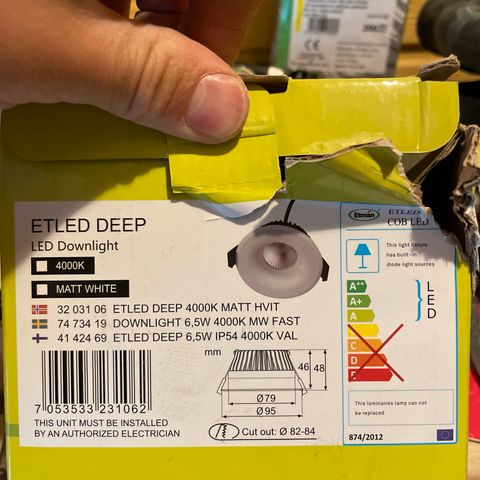 ETLED DEEP
LED Downlight
4000K
MATT WHITE
32 031 06 ETLED DEEP 4000K MATT HVIT
74 734 19 DOWNLIGHT 6,5W 4000K MW FAST
41 424 69 ETLED DEEP 6,5W IP54 4000K VAL
7 053533 231062
THIS UNIT MUST BE INSTALLED
BY AN AUTHORIZED ELECTRICIAN
mm
46 48
Ø79
Ø95
Cut out: Ø 82-84
Etman ETLED
COB LED
This light fixture
has built-in
diode light sources
A++
A+
A
B
C
D
E
LED
This luminaires lamp can not
be replaced
874/2012